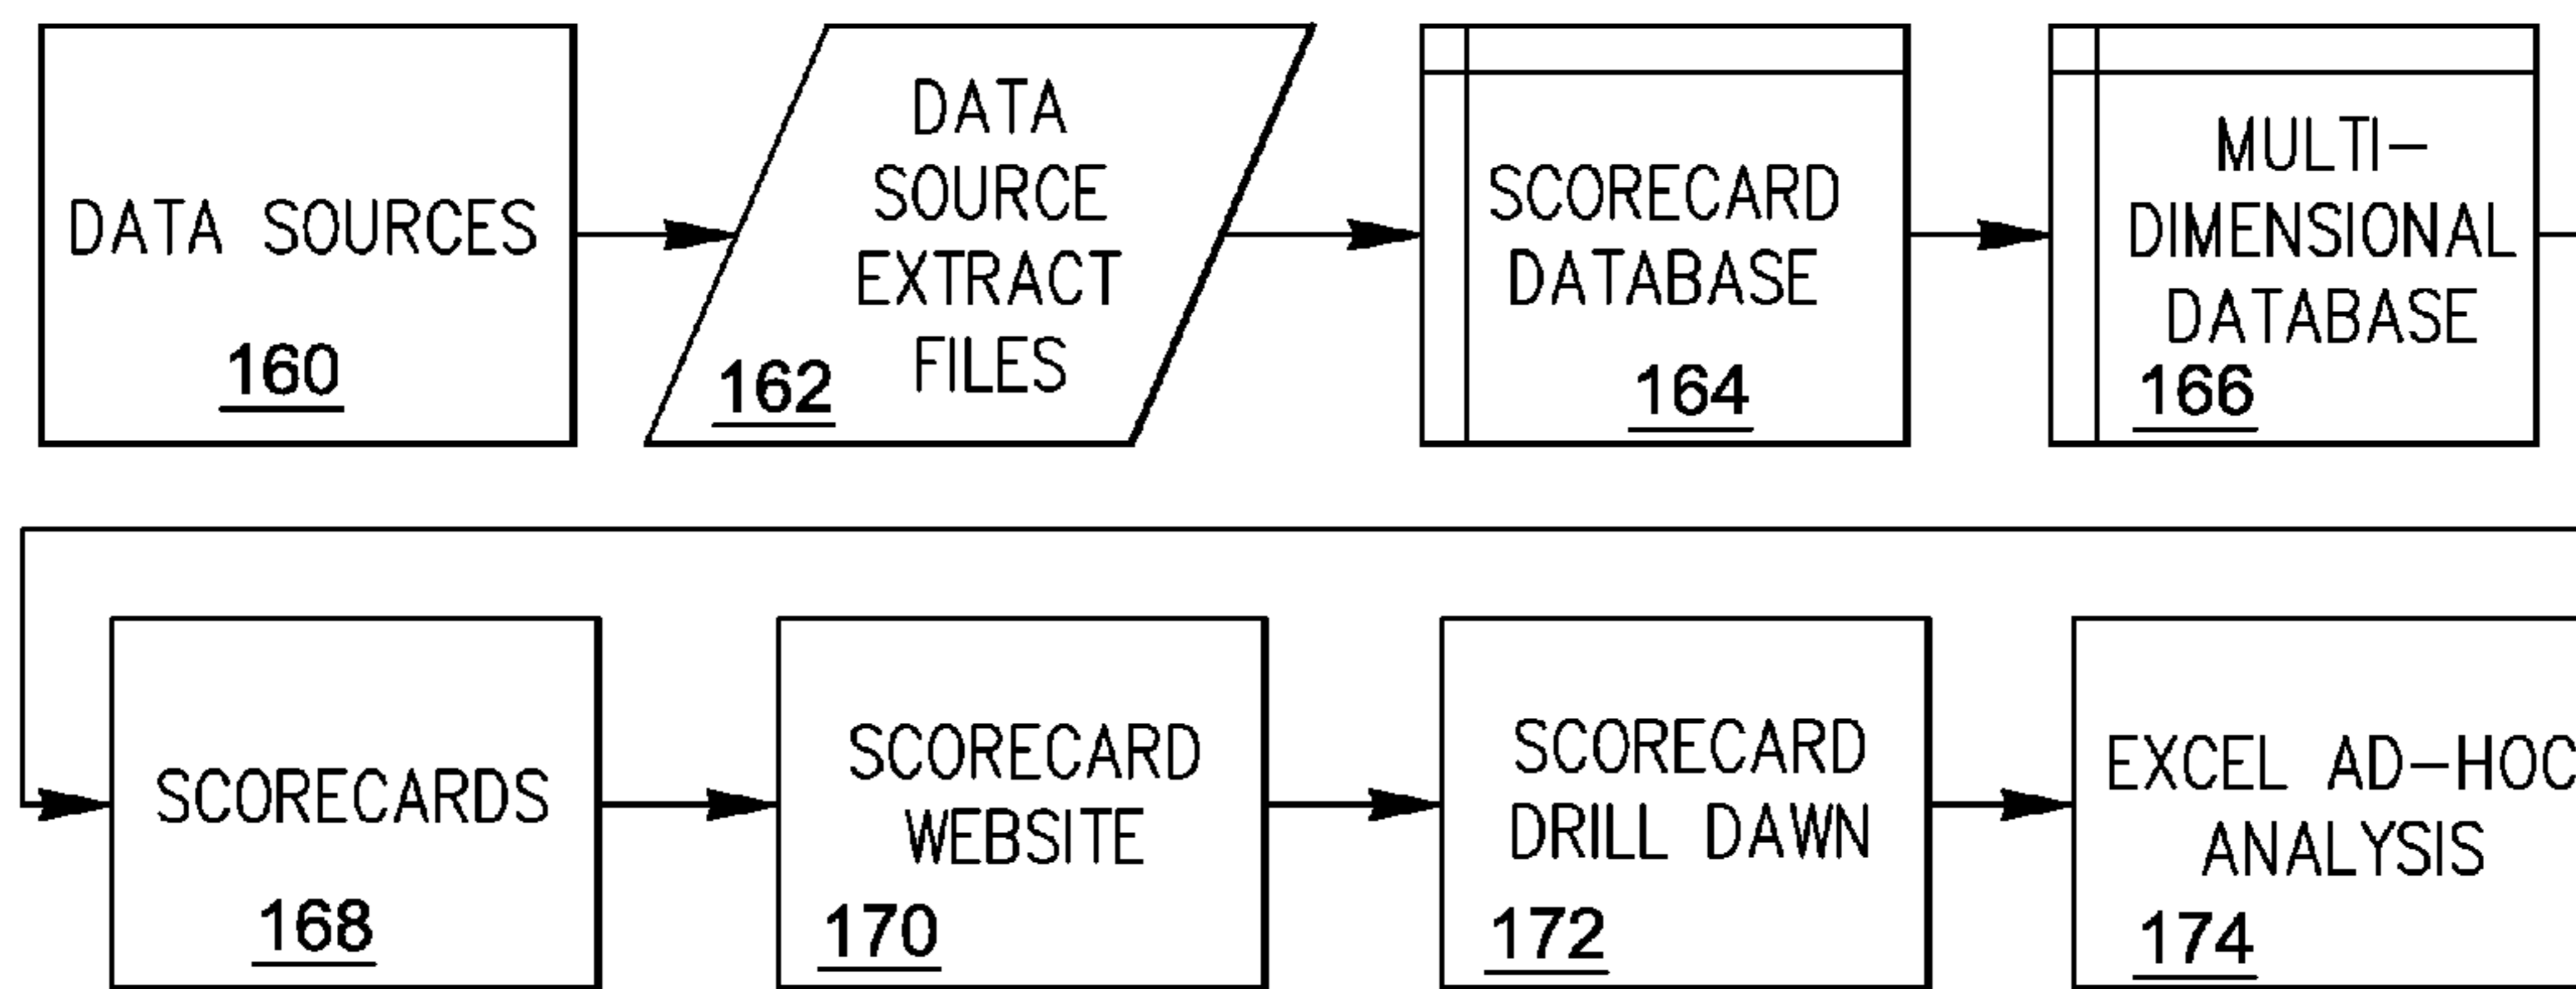 DATA SOURCES
160
DATA
SOURCE
EXTRACT
FILES
162
SCORECARD
DATABASE
164
MULTI-
DIMENSIONAL
DATABASE
166
SCORECARDS
168
SCORECARD
WEBSITE
170
SCORECARD
DRILL DAWN
172
EXCEL AD-HOC
ANALYSIS
174